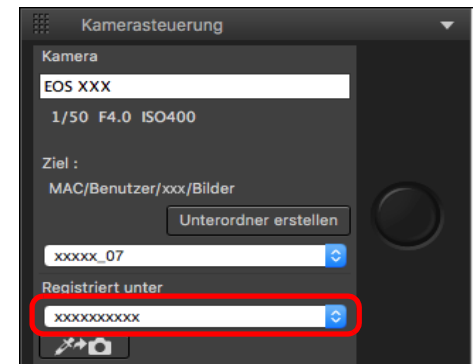 Kamerasteuerung
Kamera
EOS XXX
1/50 F4.0 ISO400
Ziel :
MAC/Benutzer/xxx/Bilder
Unterordner erstellen
xxxxx_07
Registriert unter
xxxxxxxxxx